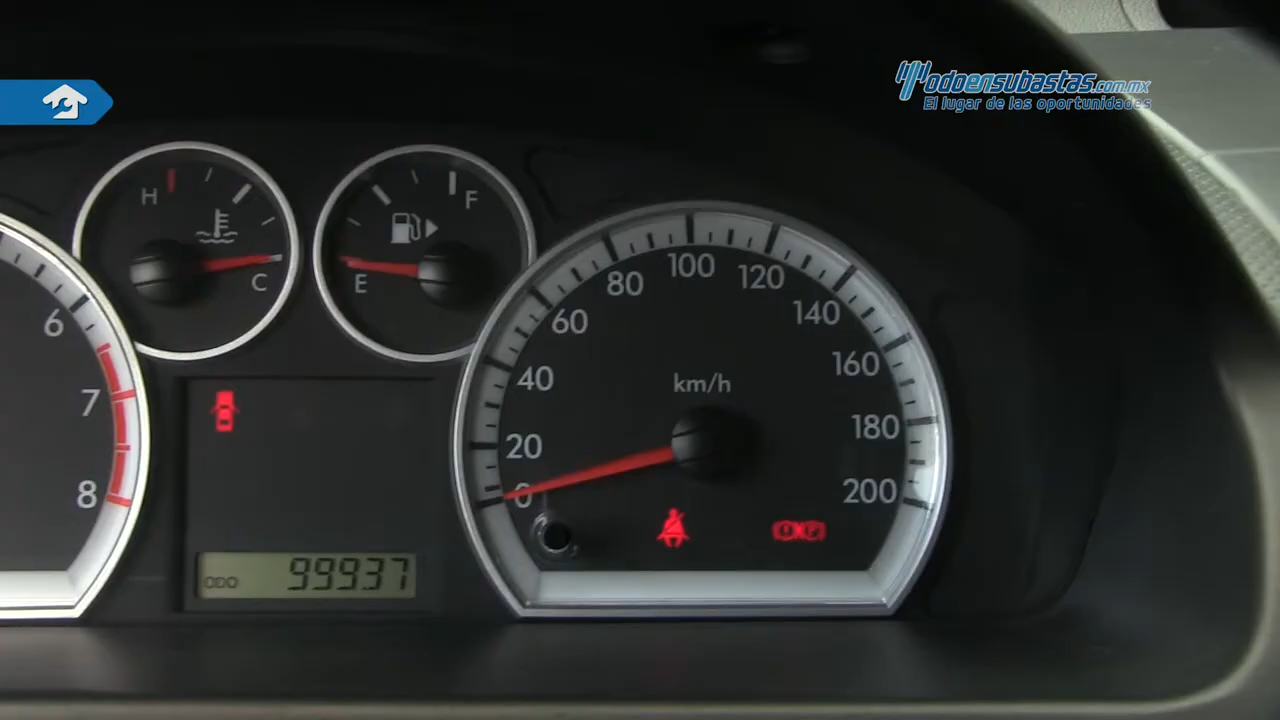 Todoensubastas.com.mx
El lugar de las oportunidades
H
C
F
E
6
7
8
0
20
40
60
80
100
120
140
160
180
200
km/h
ODO 99937